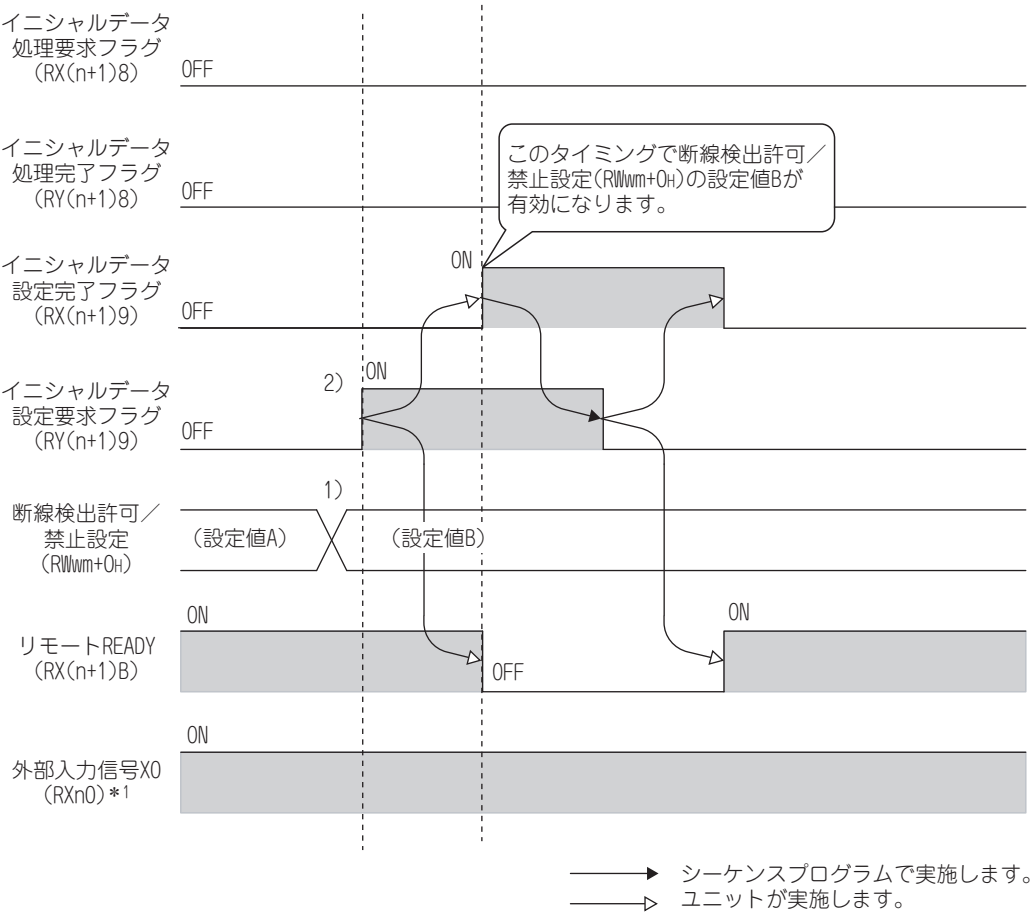 イニシャルデータ
処理要求フラグ
(RX(n+1)8)
OFF
イニシャルデータ
処理完了フラグ
(RY(n+1)8)
OFF
このタイミングで断線検出許可／
禁止設定(RWwm+0H)の設定値Bが
有効になります。
イニシャルデータ
設定完了フラグ
(RX(n+1)9)
OFF
ON
イニシャルデータ
設定要求フラグ
(RY(n+1)9)
OFF
2)
ON
断線検出許可／
禁止設定
(RWwm+0H)
(設定値A)
1)
(設定値B)
リモートREADY
(RX(n+1)B)
ON
OFF
ON
外部入力信号X0
(RXn0)*1
ON
シーケンスプログラムで実施します。
ユニットが実施します。